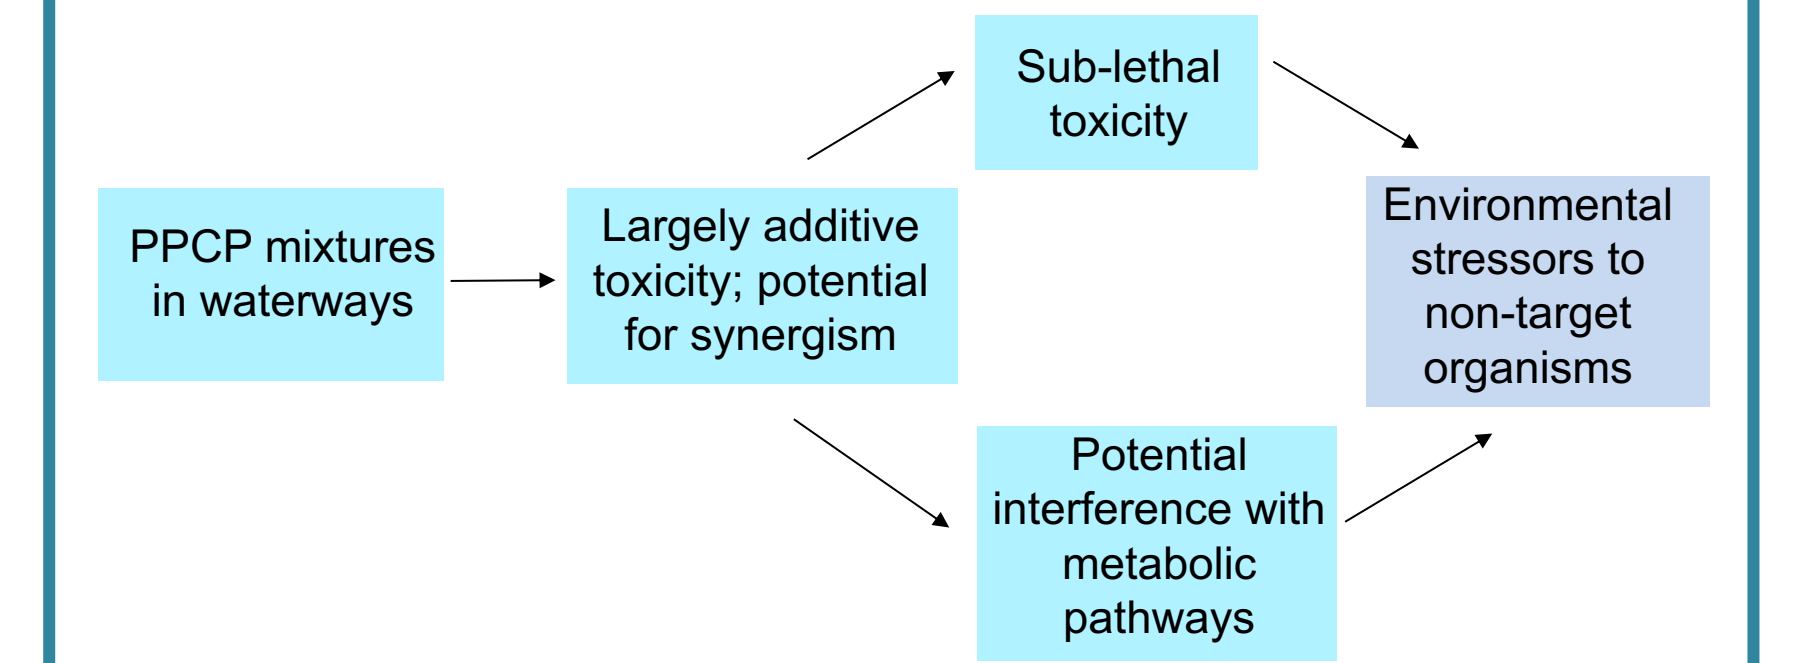 PPCP mixtures
in waterways
Largely additive
toxicity; potential
for synergism
Sub-lethal
toxicity
Potential
interference with
metabolic
pathways
Environmental
stressors to
non-target
organisms